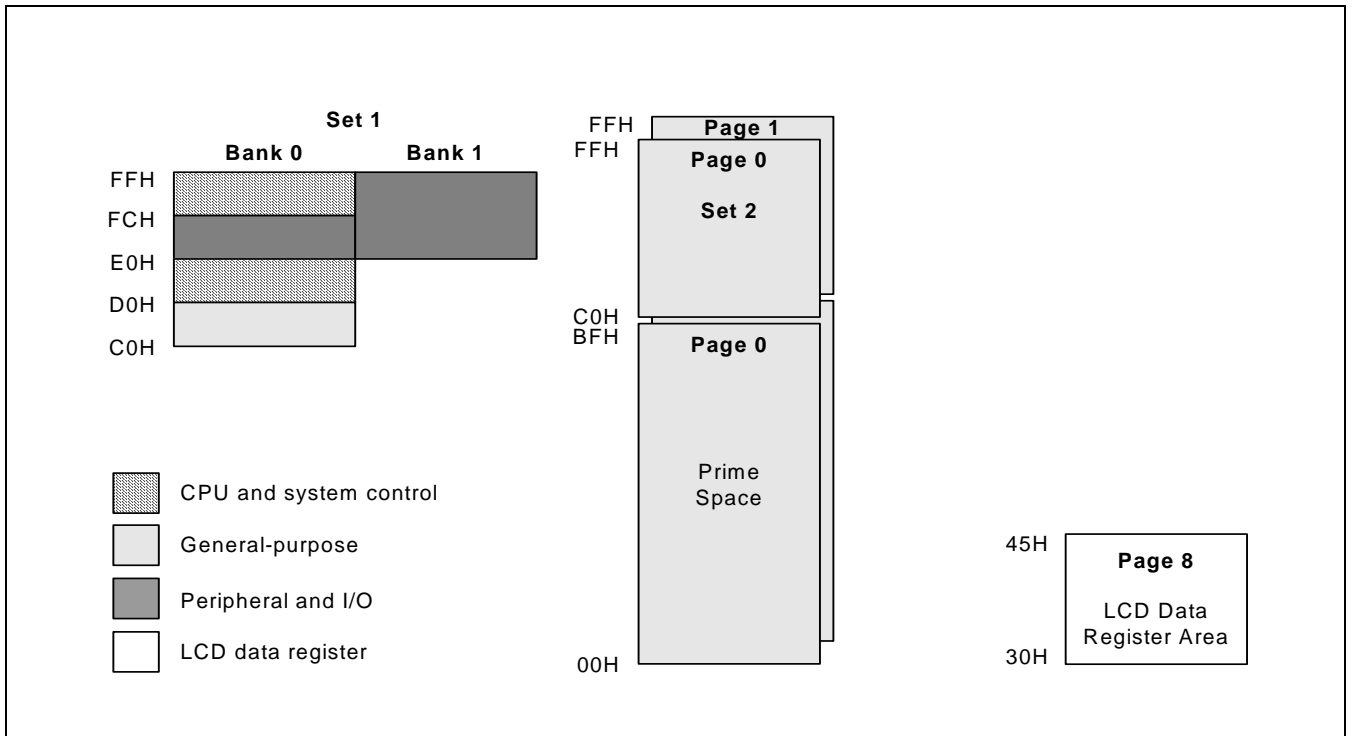 Set 1
Bank 0
Bank 1
FFH
FCH
E0H
D0H
C0H
CPU and system control
General-purpose
Peripheral and I/O
LCD data register
FFH
FFH
C0H
BFH
00H
Page 1
Page 0
Set 2
Page 0
Prime
Space
45H
30H
Page 8
LCD Data
Register Area